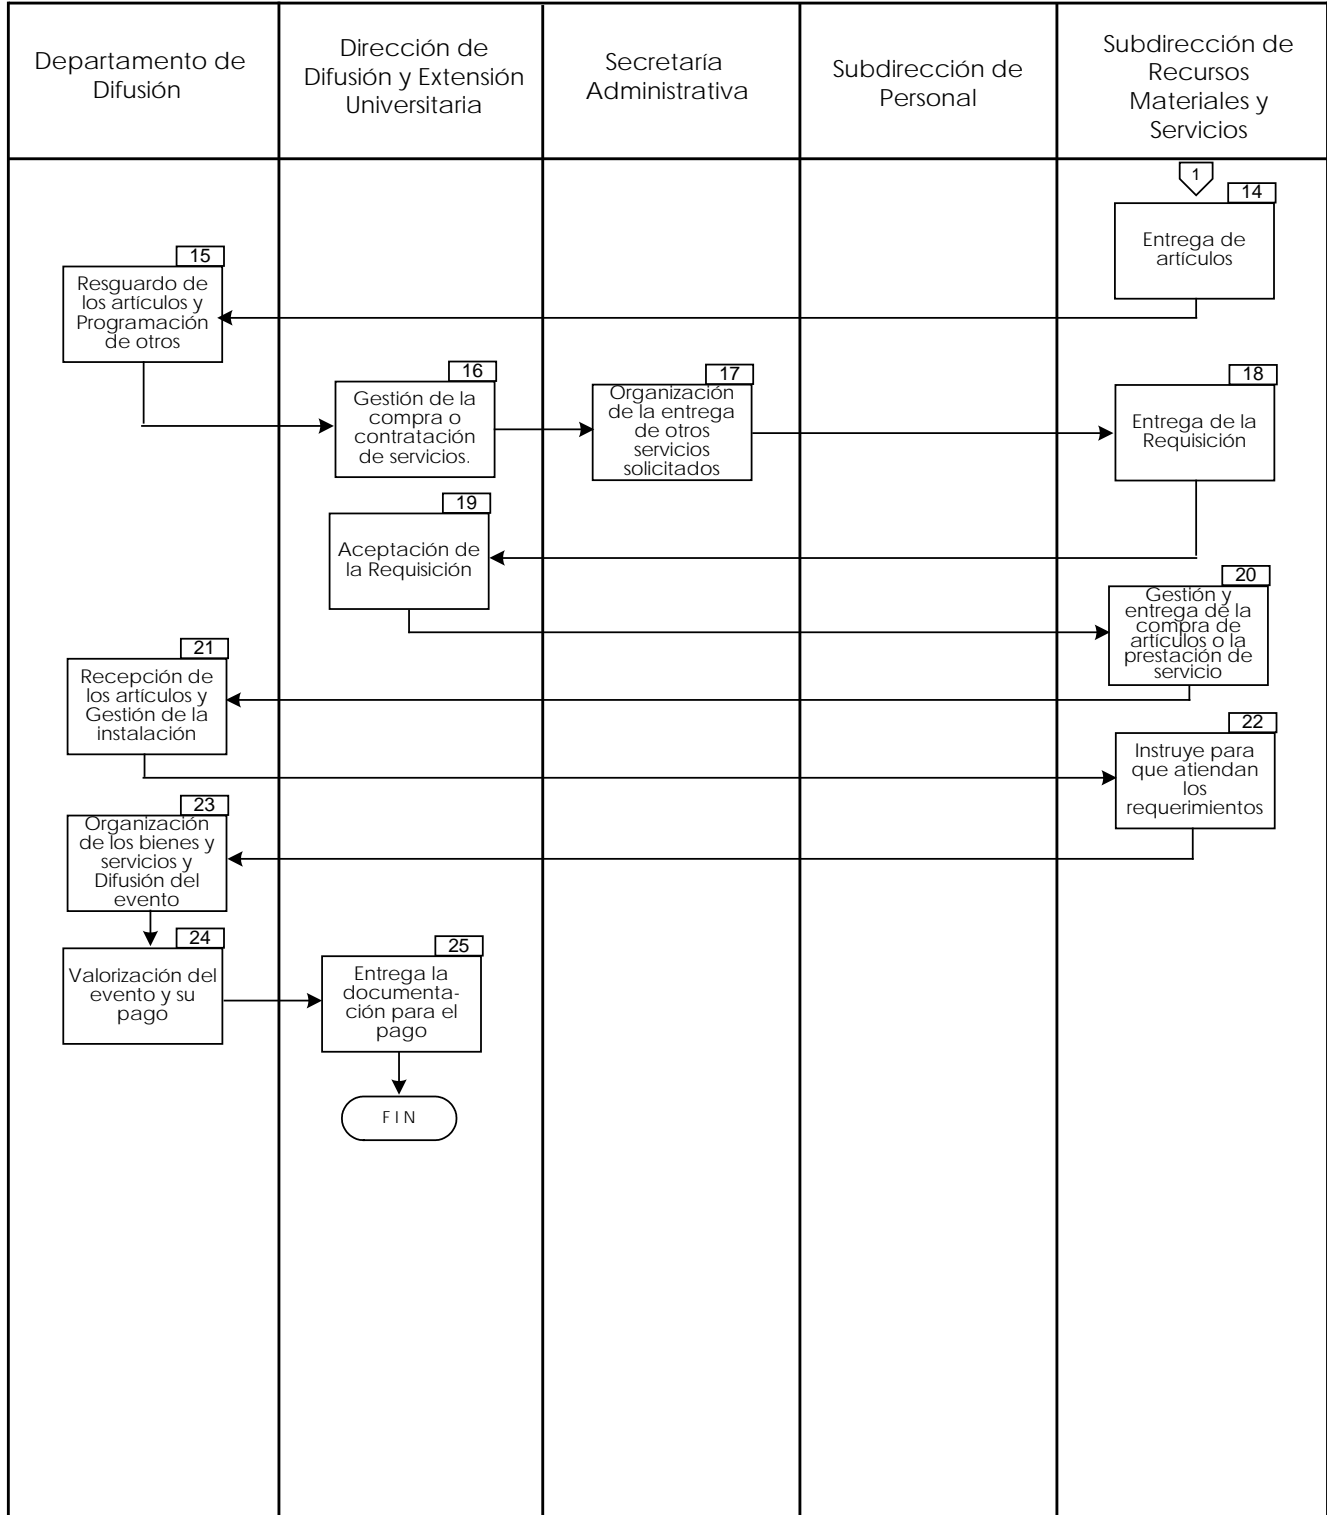 Departamento de
Difusión
Dirección de
Difusión y Extensión
Universitaria
Secretaría
Administrativa
Subdirección de
Personal
Subdirección de
Recursos
Materiales y
Servicios
1
14
Entrega de
artículos
15
Resguardo de
los artículos y
Programación
de otros
16
Gestión de la
compra o
contratación
de servicios.
17
Organización
de la entrega
de otros
servicios
solicitados
18
Entrega de la
Requisición
19
Aceptación de
la Requisición
20
Gestión y
entrega de la
compra de
artículos o la
prestación de
servicio
21
Recepción de
los artículos y
Gestión de la
instalación
22
Instruye para
que atiendan
los
requerimientos
23
Organización
de los bienes y
servicios y
Difusión del
evento
24
Valorización del
evento y su
pago
25
Entrega la
documenta-
ción para el
pago
F I N